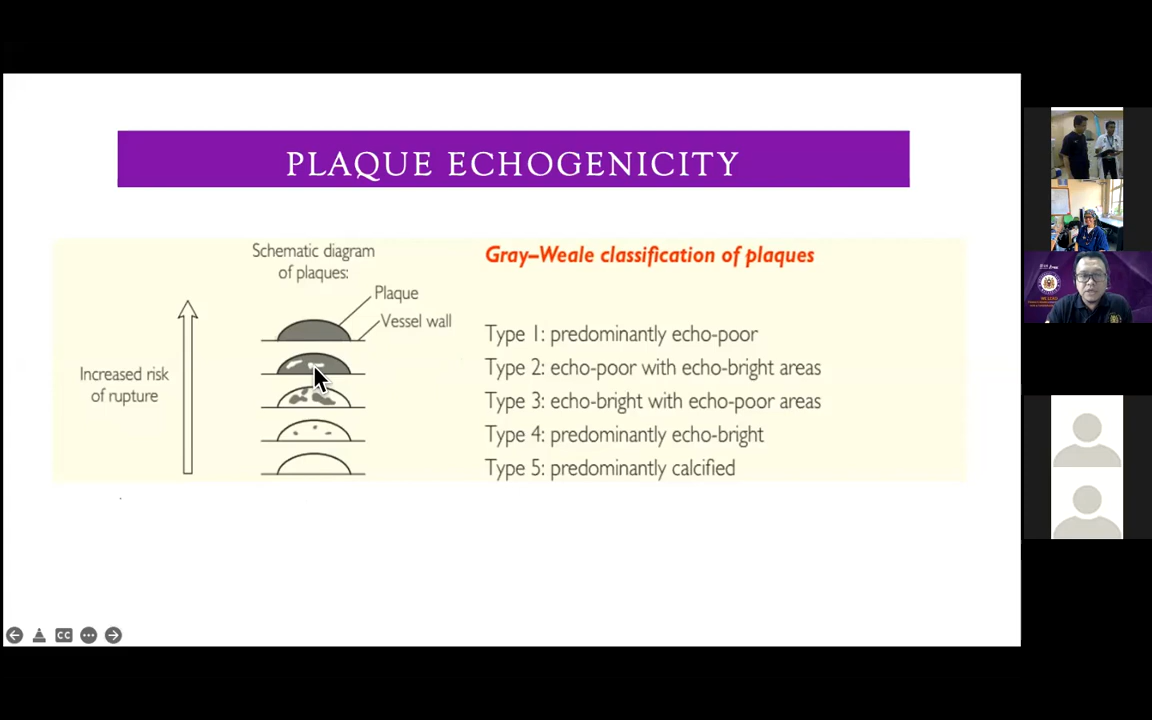 PLAQUE ECHOGENICITY
Schematic diagram
of plaques:
Plaque
Vessel wall
Increased risk
of rupture
Gray–Weale classification of plaques
Type 1: predominantly echo-poor
Type 2: echo-poor with echo-bright areas
Type 3: echo-bright with echo-poor areas
Type 4: predominantly echo-bright
Type 5: predominantly calcified
CC